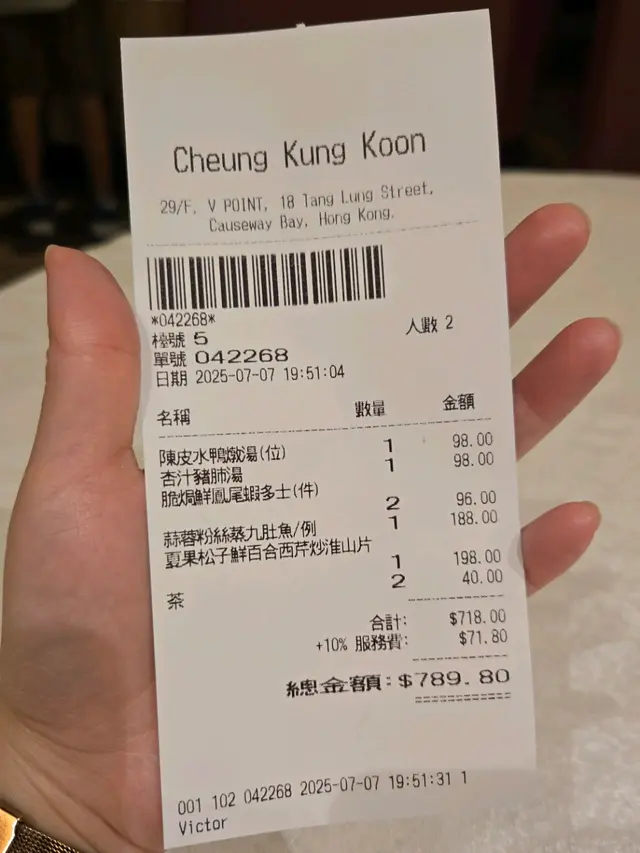 Cheung Kung Koon
29/F, V POINT, 18 Tang Lung Street,
Causeway Bay, Hong Kong.
*042268*
檯號 5 人數 2
單號 042268
日期 2025-07-07 19:51:04
名稱 數量 金額
陳皮水鴨燉湯(位) 1 98.00
杏汁豬肺湯 1 98.00
脆焗鮮鳳尾蝦多士(件) 2 96.00
蒜蓉粉絲蒸九肚魚/例 1 188.00
夏果松子鮮百合西芹炒淮山片 1 198.00
茶 2 40.00
合計: $718.00
+10% 服務費: $71.80
總金額: $789.80
001 102 042268 2025-07-07 19:51:31 1
Victor